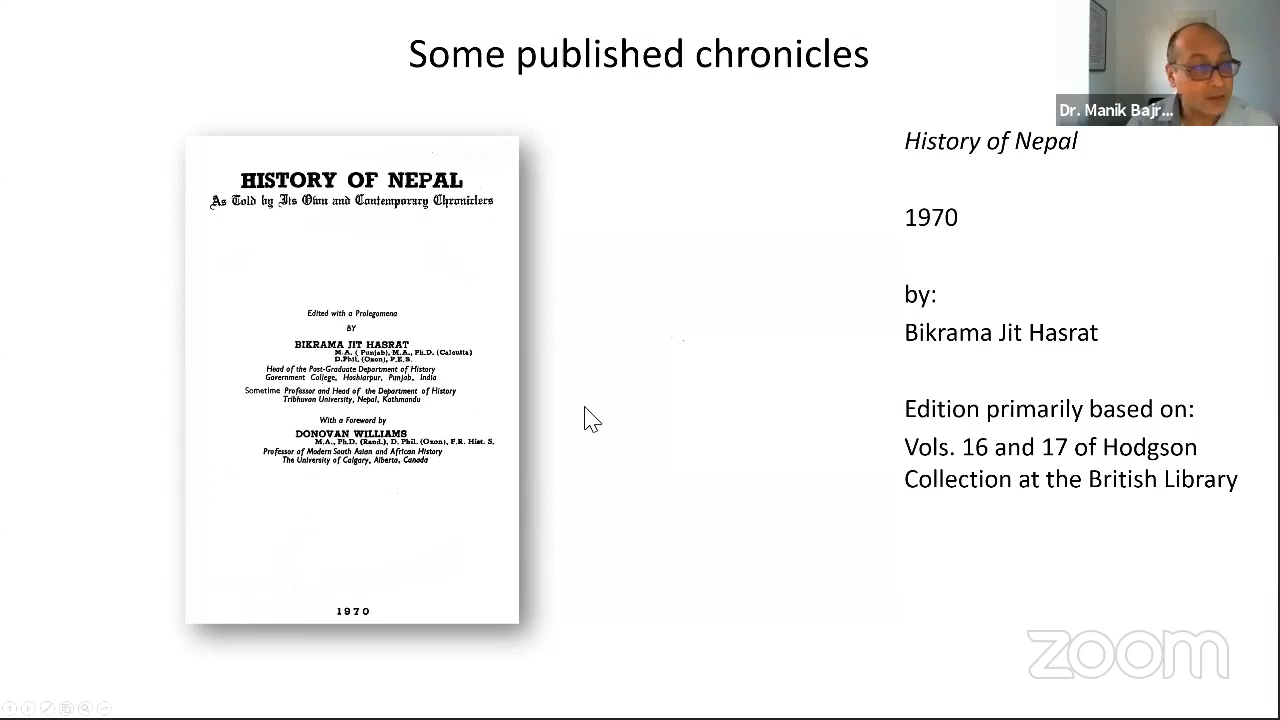 Some published chronicles
Dr. Manik Bajr...
HISTORY OF NEPAL
As Told by Its Own and Contemporary Chroniclers
Edited with a Prolegomena
BY
BIKRAMA JIT HASRAT
M.A. ( Punjab), M.A., Ph.D. (Calcutta)
D.Phil. (Oxon), P.E.S.
Head of the Post-Graduate Department of History
Government College, Hoshiarpur, Punjab, India
Sometime Professor and Head of the Department of History
Tribhuvan University, Nepal, Kathmandu
With a Foreword by
DONOVAN WILLIAMS
M.A., Ph.D. (Rand.), D. Phil. (Oxon), F.R. Hist. S.
Professor of Modern South Asian and African History
The University of Calgary, Alberta, Canada
1970
History of Nepal
1970
by:
Bikrama Jit Hasrat
Edition primarily based on:
Vols. 16 and 17 of Hodgson
Collection at the British Library
zoom